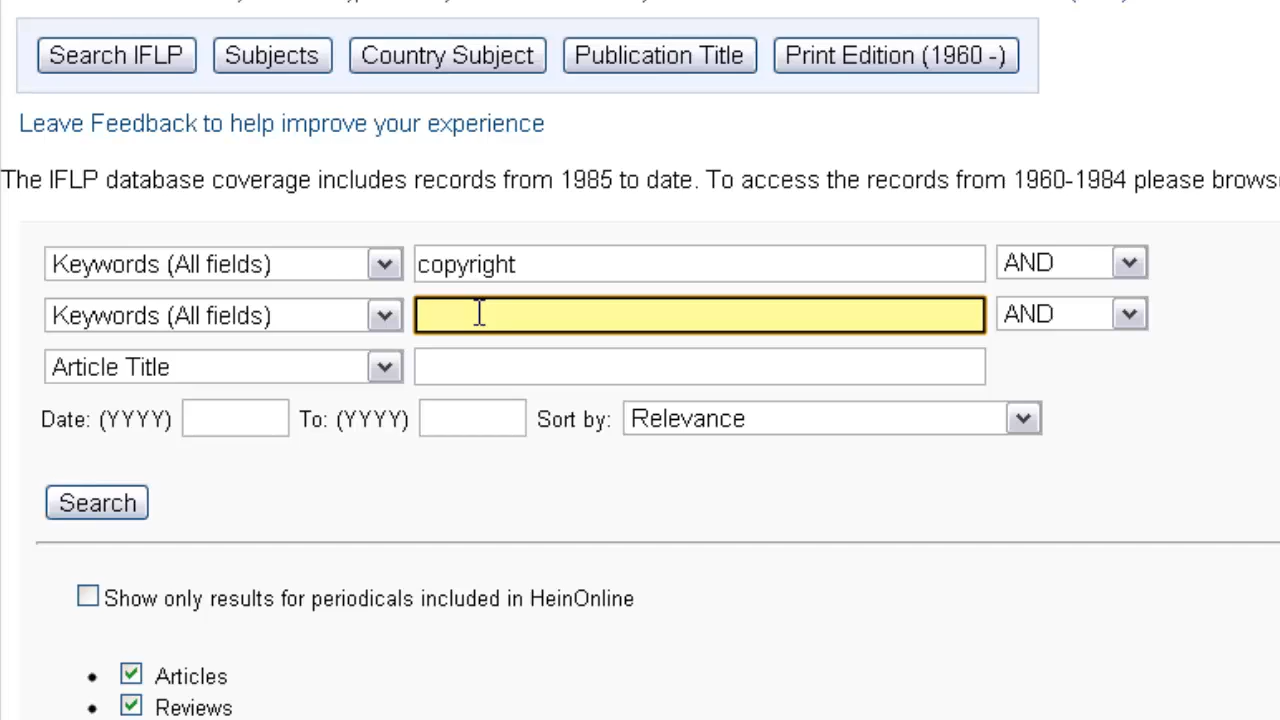 Search IFLP Subjects Country Subject Publication Title Print Edition (1960 -)
Leave Feedback to help improve your experience
The IFLP database coverage includes records from 1985 to date. To access the records from 1960-1984 please
Keywords (All fields) copyright AND
Keywords (All fields) AND
Article Title
Date: (YYYY) To: (YYYY) Sort by: Relevance
Search
Show only results for periodicals included in HeinOnline
• Articles
• Reviews